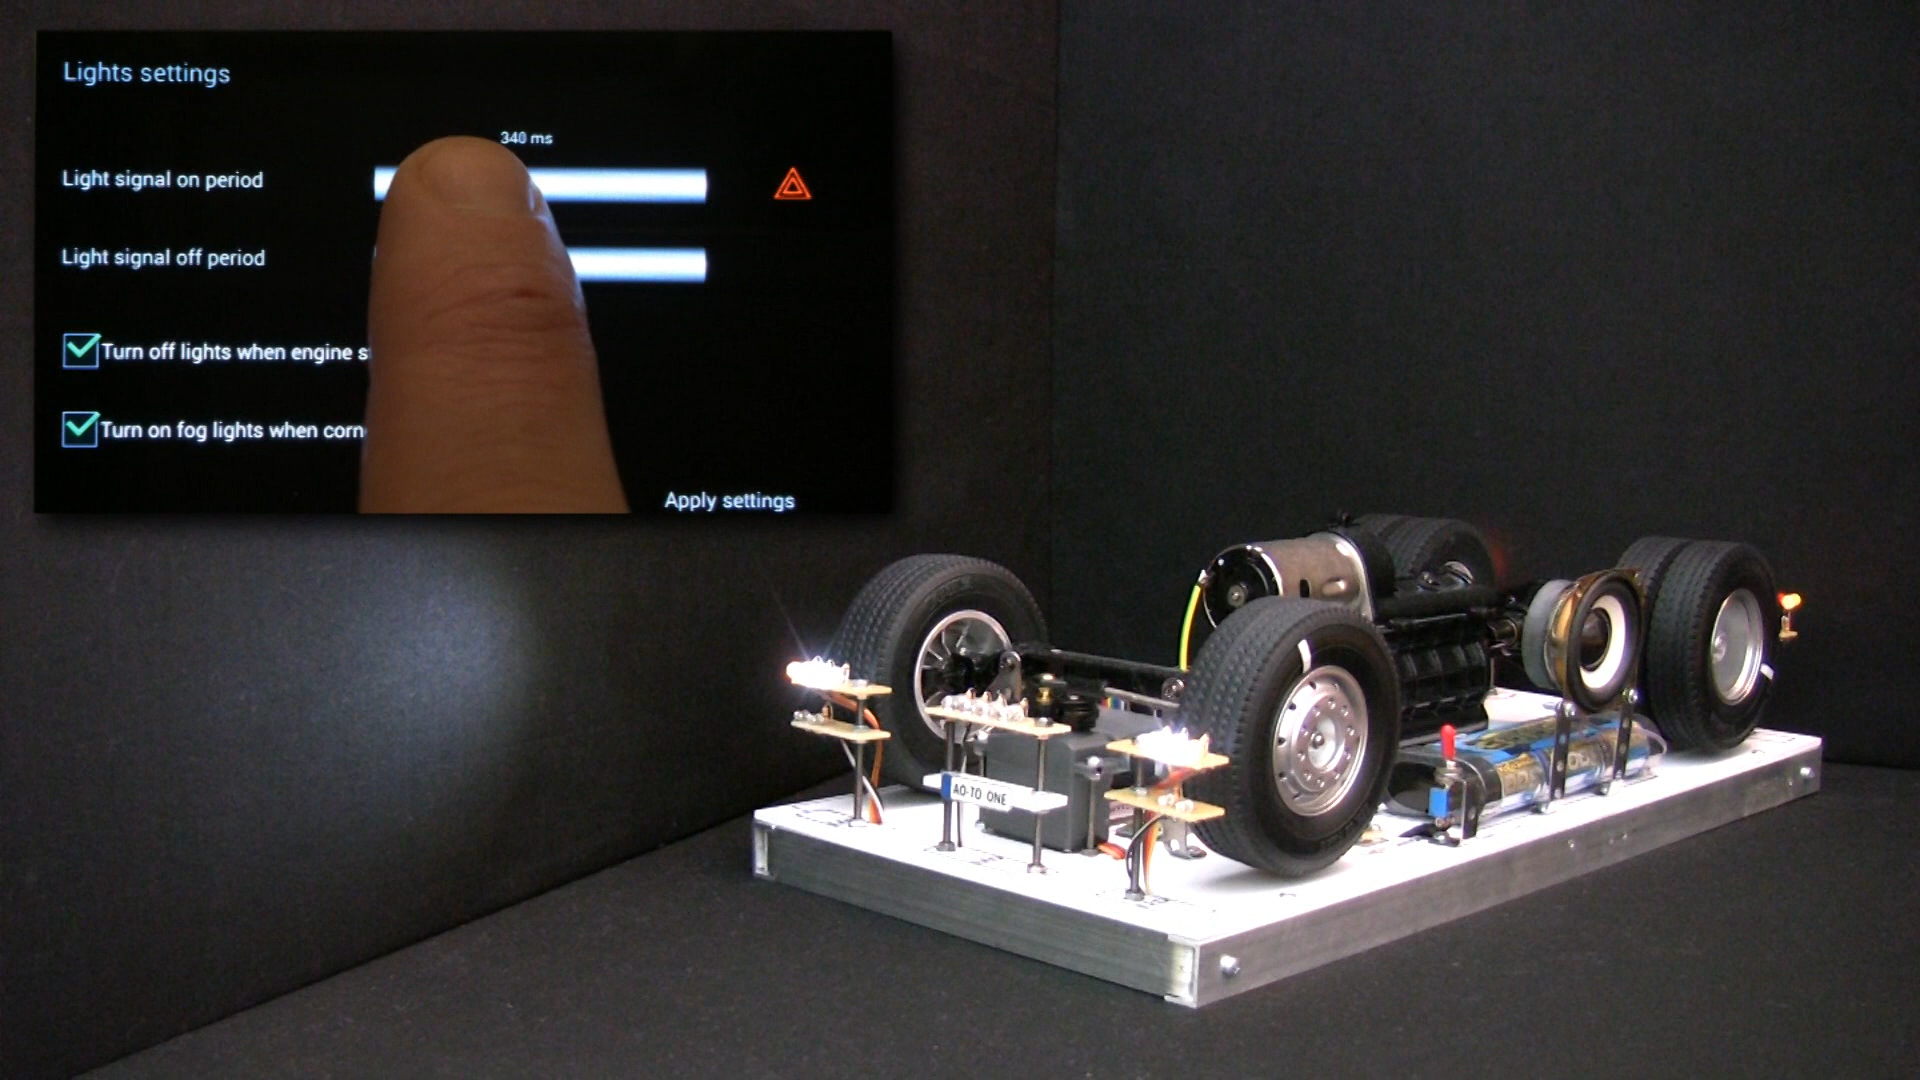 Lights settings
340 ms
Light signal on period
Light signal off period
Turn off lights when engine
Turn on fog lights when
Apply settings
AO-TO ONE